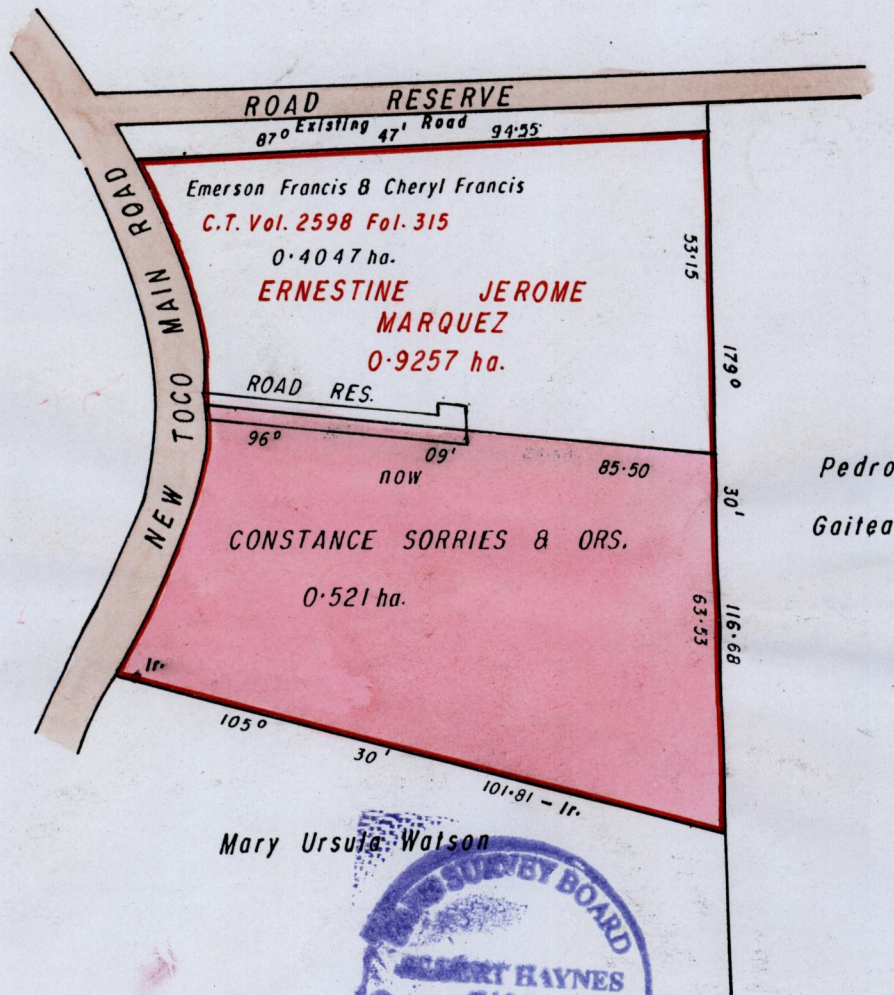 ROAD RESERVE
87° Existing 47' Road 94·55
Emerson Francis & Cheryl Francis
C.T. Vol. 2598 Fol. 315
0·4047 ha.
ERNESTINE JEROME
MARQUEZ
0·9257 ha.
53·15
179°
NEW TOCO MAIN ROAD
ROAD RES.
96° 09' 85·50
now
Pedro
30'
Gaitea
CONSTANCE SORRIES & ORS.
0·521 ha.
63·53
116·68
Ir.
105° 30' 101·81 – Ir.
Mary Ursula Watson
SURVEY BOARD
HAYNES